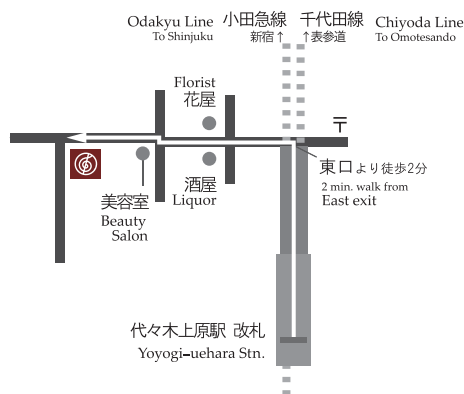 Odakyu Line 小田急線 千代田線 Chiyoda Line
To Shinjuku 新宿↑ ↑表参道 To Omotesando
Florist
花屋
〒
東口より徒歩2分
2 min. walk from
East exit
酒屋
Liquor
美容室
Beauty
Salon
代々木上原駅 改札
Yoyogi-uehara Stn.